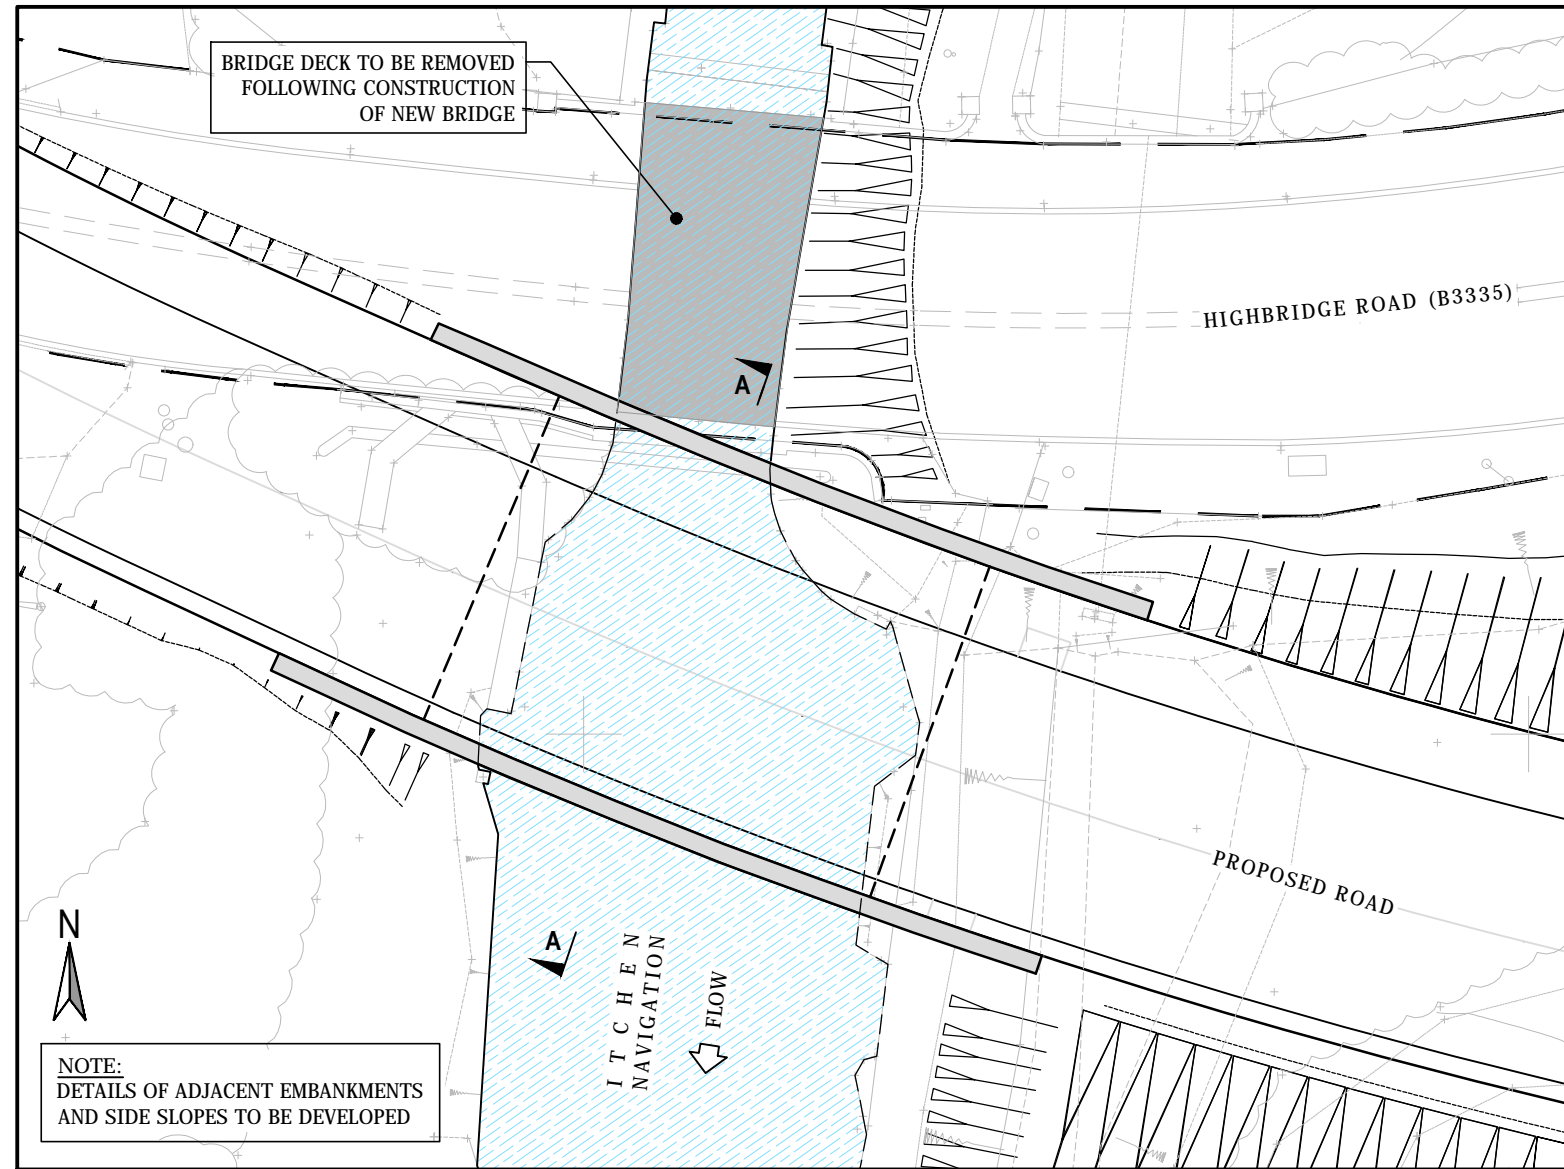 BRIDGE DECK TO BE REMOVED
FOLLOWING CONSTRUCTION
OF NEW BRIDGE
HIGHBRIDGE ROAD (B3335)
A
PROPOSED ROAD
A
ITCHEN
NAVIGATION
FLOW
N
NOTE:
DETAILS OF ADJACENT EMBANKMENTS
AND SIDE SLOPES TO BE DEVELOPED